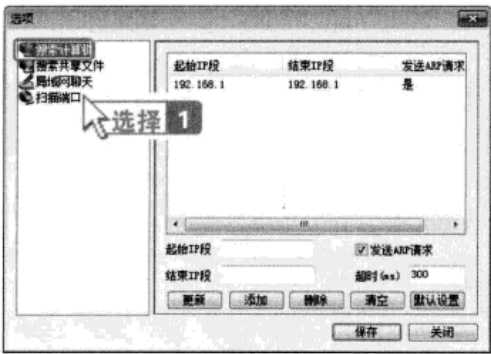 选项
搜索计算机
搜索共享文件
局域网聊天
扫描端口
选择 1
起始IP段 结束IP段 发送ARP请求
192.168.1 192.168.1 是
起始IP段 发送ARP请求
结束IP段 超时(ms) 300
更新 添加 删除 清空 默认设置
保存 关闭